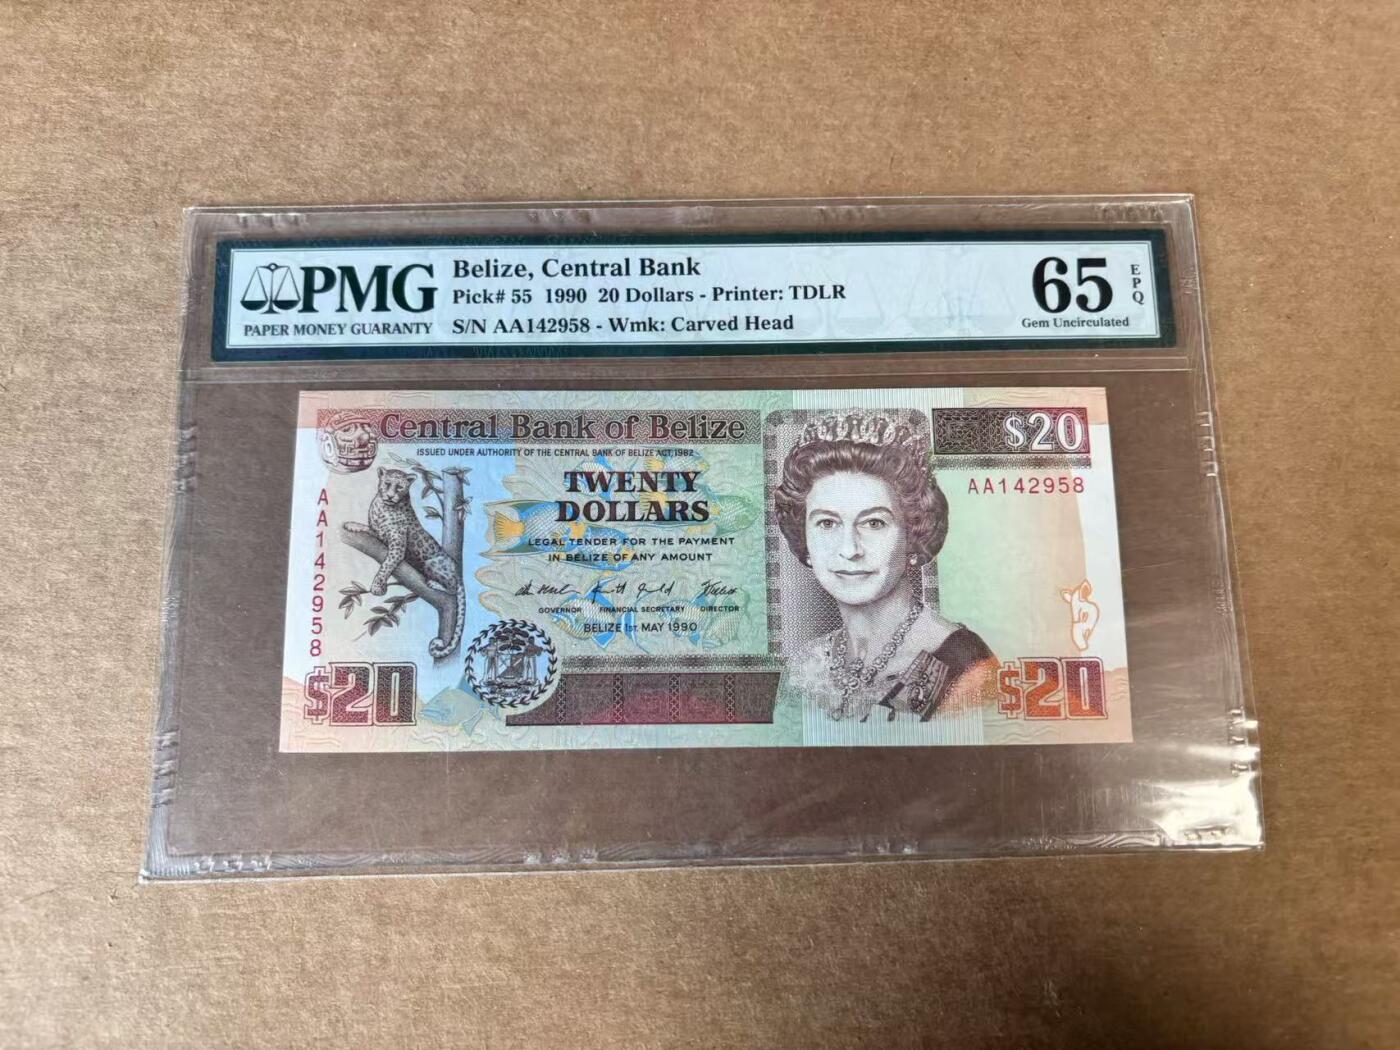 PMG
PAPER MONEY GUARANTY
Belize, Central Bank
Pick# 55 1990 20 Dollars - Printer: TDLR
S/N AA142958 - Wmk: Carved Head
65
EPQ
Gem Uncirculated
Central Bank of Belize
ISSUED UNDER AUTHORITY OF THE CENTRAL BANK OF BELIZE ACT, 1982
$20
AA142958
AA142958
TWENTY
DOLLARS
LEGAL TENDER FOR THE PAYMENT
IN BELIZE OF ANY AMOUNT
GOVERNOR FINANCIAL SECRETARY DIRECTOR
BELIZE 1ST. MAY 1990
$20
$20